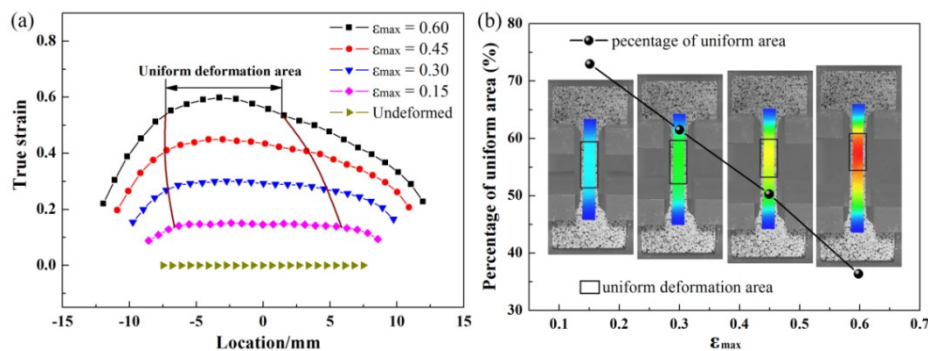 (a)
εmax = 0.60
εmax = 0.45
εmax = 0.30
εmax = 0.15
Undeformed
Uniform deformation area
True strain
0.8
0.6
0.4
0.2
0.0
-15
-10
-5
0
5
10
15
Location/mm
(b)
pecentage of uniform area
Percentage of uniform area (%)
80
70
60
50
40
30
uniform deformation area
0.1
0.2
0.3
0.4
0.5
0.6
0.7
εmax